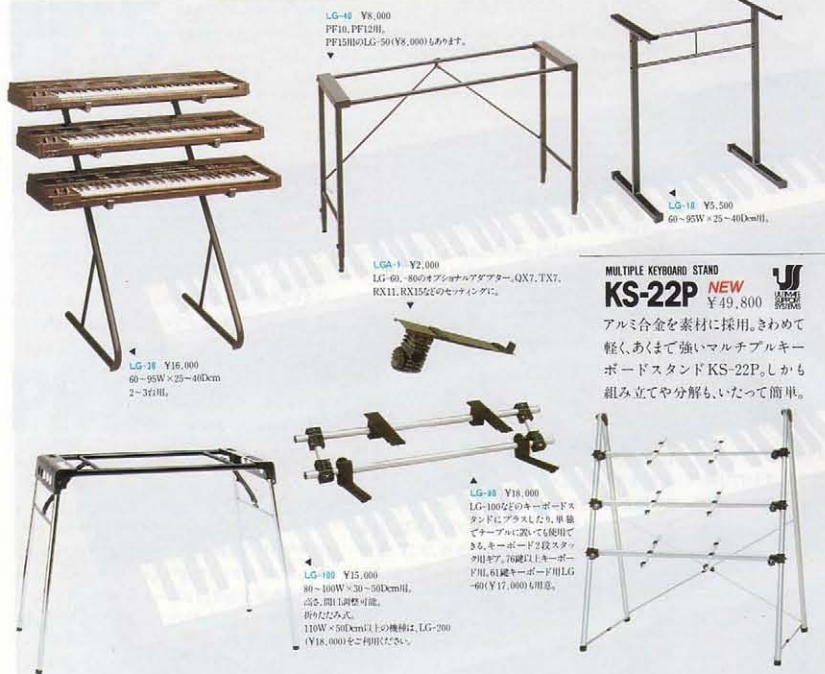 LG-40 ¥8,000
PF10、PF12用。
PF15用のLG-50(¥8,000)もあります。
LG-10 ¥5,500
60~95W×25~40Dcm用。
LGA-1 ¥2,000
LG-60、-80のオプショナルアダプター。QX7、TX7、
RX11、RX15などのセッティングに。
MULTIPLE KEYBOARD STAND
KS-22P NEW
¥49,800
ULTIMATE
SUPPORT
SYSTEMS
アルミ合金を素材に採用。きわめて
軽く、あくまで強いマルチプルキー
ボードスタンドKS-22P。しかも
組み立てや分解も、いたって簡単。
¥16,000
60~95W×25~40Dcm
2~3台用。
LG-80 ¥18,000
LG-100などのキーボードス
タンドにプラスしたり、単独
でテーブルに置いても使用で
きる、キーボード2段スタッ
ク用ギア。76鍵以上キーボー
ド用。61鍵キーボード用LG
-60(¥17,000)も用意。
LG-100 ¥15,000
80~100W×30~50Dcm用。
高さ、間口調整可能。
折りたたみ式。
110W×50Dcm以上の機種は、LG-200
(¥18,000)をご利用ください。